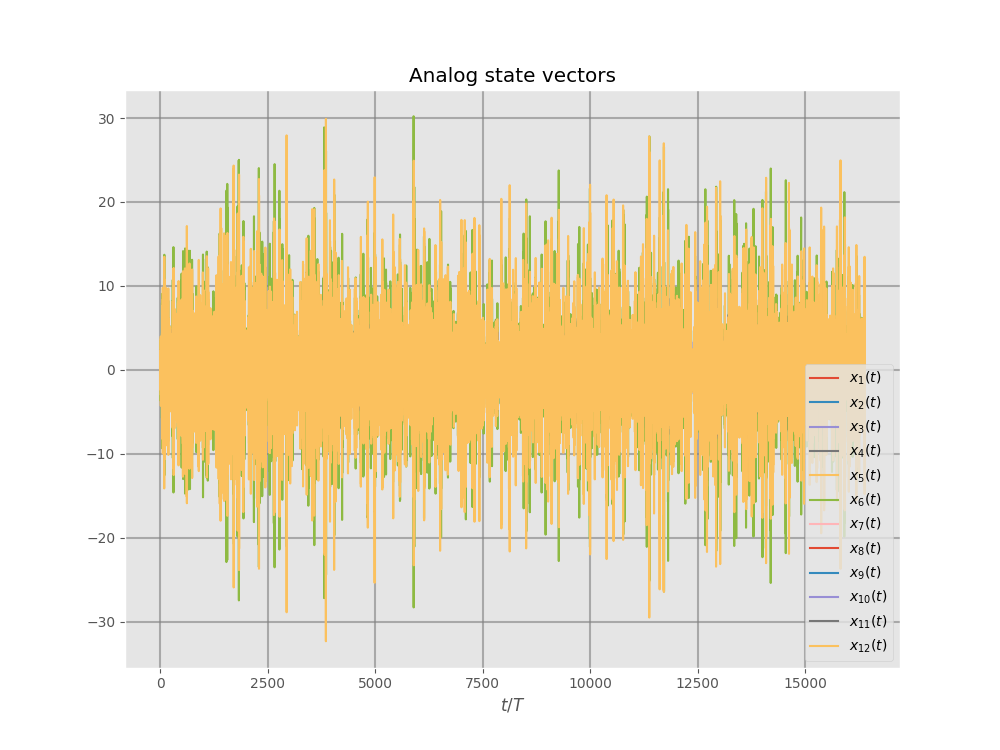 Analog state vectors
30
20
10
0
−10
−20
−30
0 2500 5000 7500 10000 12500 15000
t/T
x₁(t)
x₂(t)
x₃(t)
x₄(t)
x₅(t)
x₆(t)
x₇(t)
x₈(t)
x₉(t)
x₁₀(t)
x₁₁(t)
x₁₂(t)